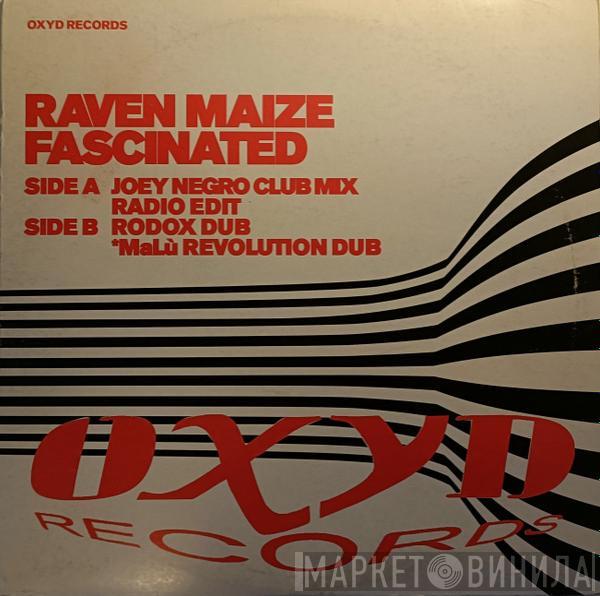 OXYD RECORDS
RAVEN MAIZE
FASCINATED
SIDE A JOEY NEGRO CLUB MIX
RADIO EDIT
SIDE B RODOX DUB
*MaLù REVOLUTION DUB
OXYD
RECORDS
МАРКЕТ ВИНИЛА